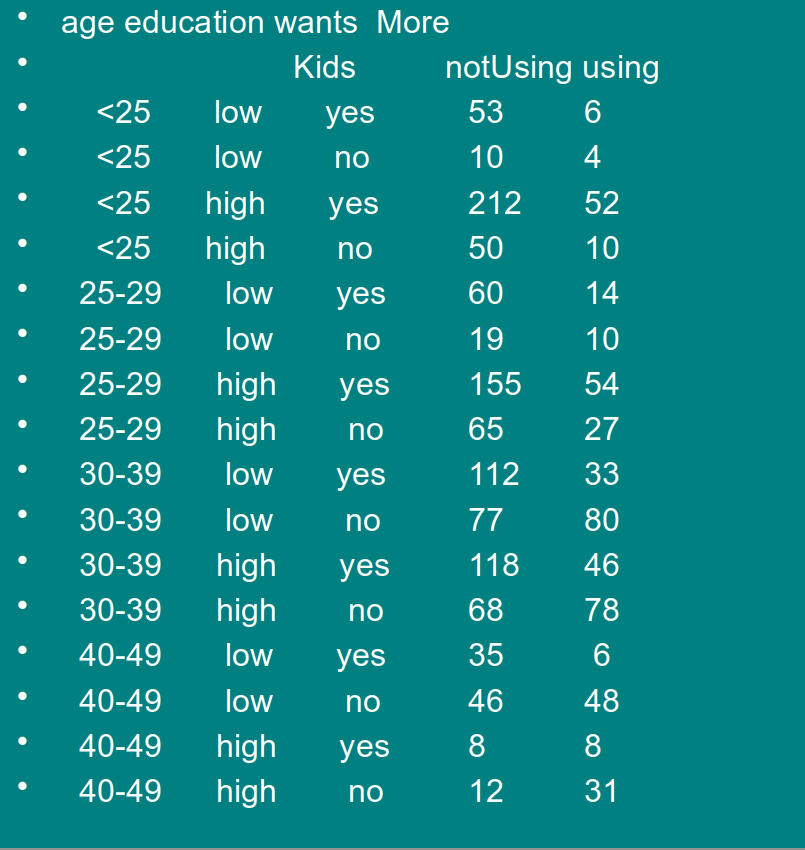 • age education wants More
• Kids notUsing using
• <25 low yes 53 6
• <25 low no 10 4
• <25 high yes 212 52
• <25 high no 50 10
• 25-29 low yes 60 14
• 25-29 low no 19 10
• 25-29 high yes 155 54
• 25-29 high no 65 27
• 30-39 low yes 112 33
• 30-39 low no 77 80
• 30-39 high yes 118 46
• 30-39 high no 68 78
• 40-49 low yes 35 6
• 40-49 low no 46 48
• 40-49 high yes 8 8
• 40-49 high no 12 31